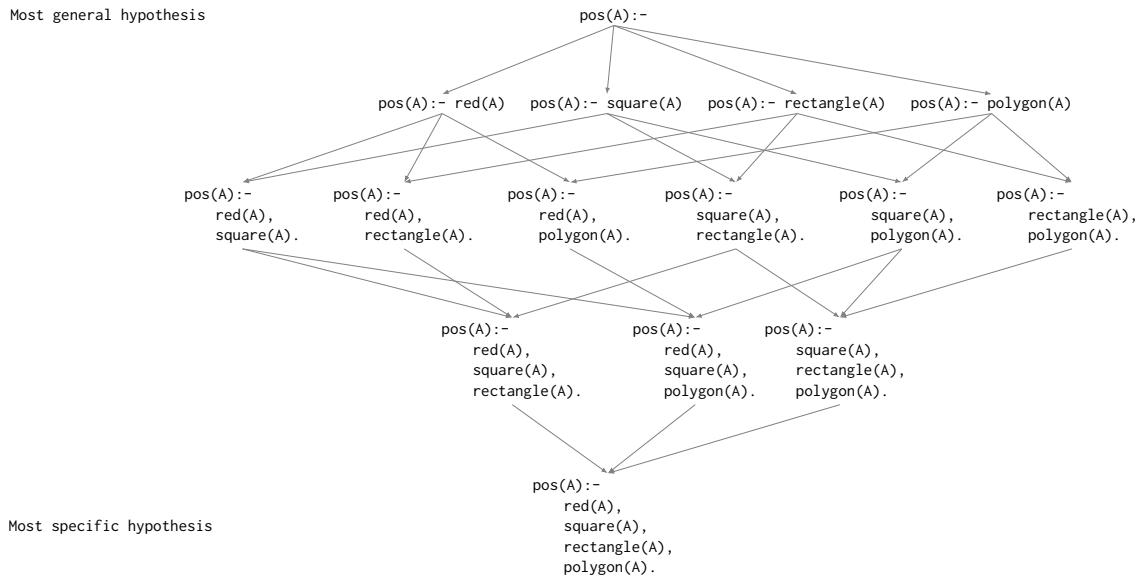 Most general hypothesis
pos(A):-
pos(A):- red(A)
pos(A):- square(A)
pos(A):- rectangle(A)
pos(A):- polygon(A)
pos(A):-
red(A),
square(A).
pos(A):-
red(A),
rectangle(A).
pos(A):-
red(A),
polygon(A).
pos(A):-
square(A),
rectangle(A).
pos(A):-
square(A),
polygon(A).
pos(A):-
rectangle(A),
polygon(A).
pos(A):-
red(A),
square(A),
rectangle(A).
pos(A):-
red(A),
square(A),
polygon(A).
pos(A):-
square(A),
rectangle(A),
polygon(A).
Most specific hypothesis
pos(A):-
red(A),
square(A),
rectangle(A),
polygon(A).